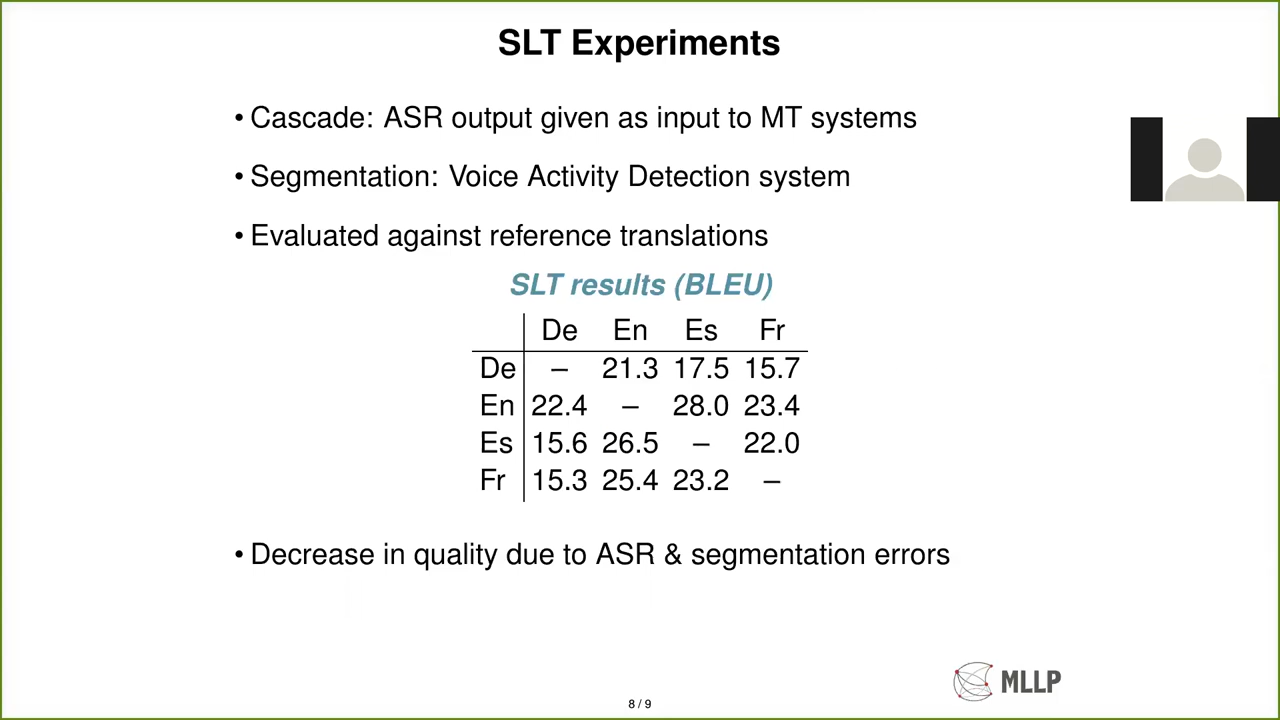 SLT Experiments
• Cascade: ASR output given as input to MT systems
• Segmentation: Voice Activity Detection system
• Evaluated against reference translations
SLT results (BLEU)
De En Es Fr
De – 21.3 17.5 15.7
En 22.4 – 28.0 23.4
Es 15.6 26.5 – 22.0
Fr 15.3 25.4 23.2 –
• Decrease in quality due to ASR & segmentation errors
MLLP
8 / 9